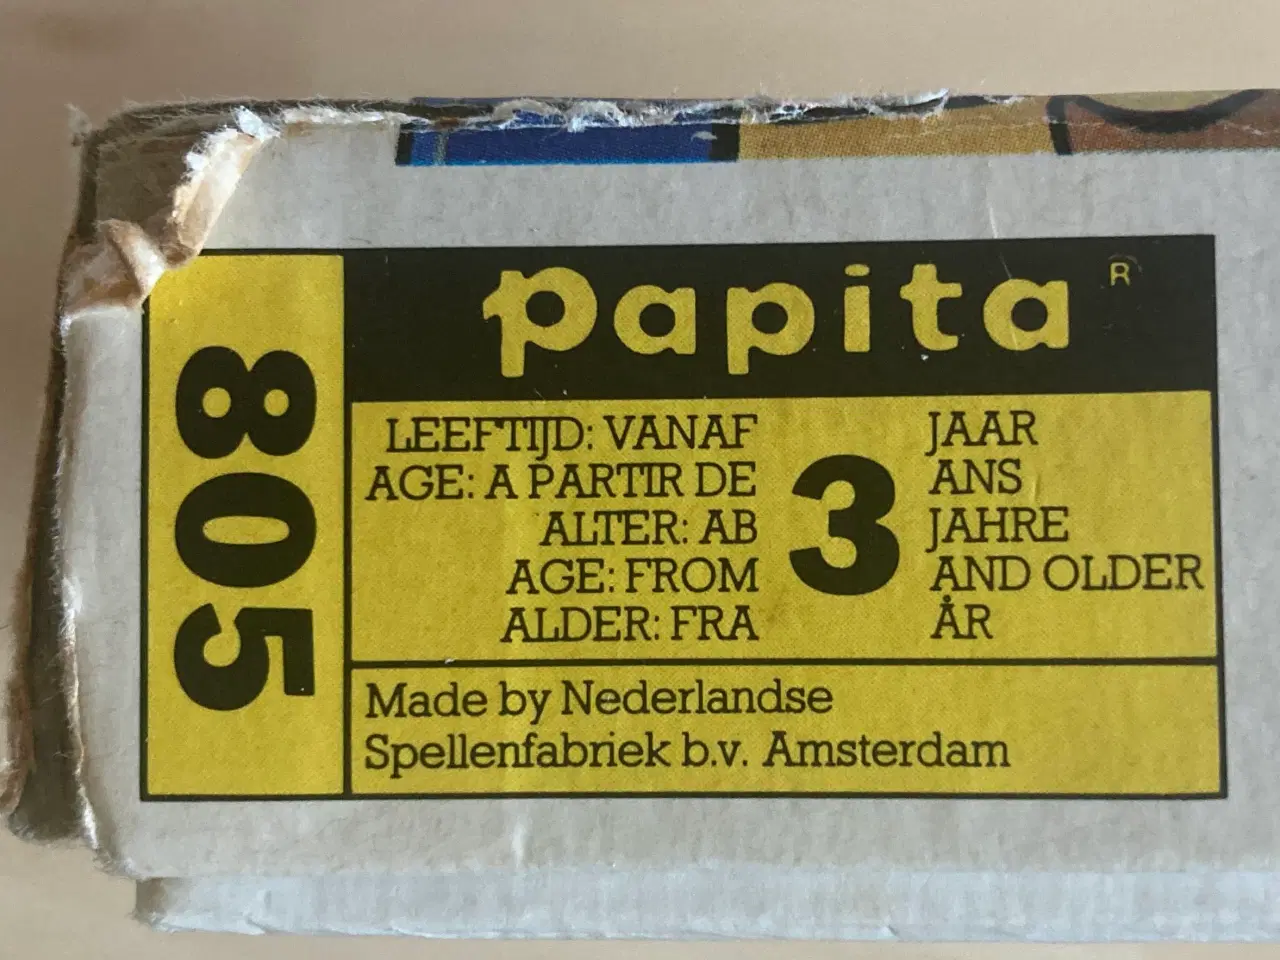 805
Papita R
LEEFTIJD: VANAF 3 JAAR
AGE: A PARTIR DE ANS
ALTER: AB JAHRE
AGE: FROM AND OLDER
ALDER: FRA ÅR
Made by Nederlandse
Spellenfabriek b.v. Amsterdam